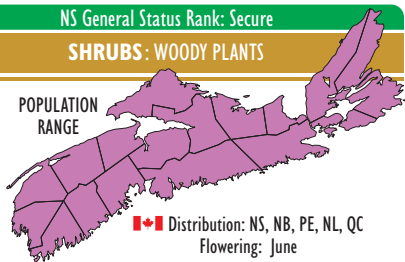 NS General Status Rank: Secure
SHRUBS: WOODY PLANTS
POPULATION
RANGE
Distribution: NS, NB, PE, NL, QC
Flowering: June